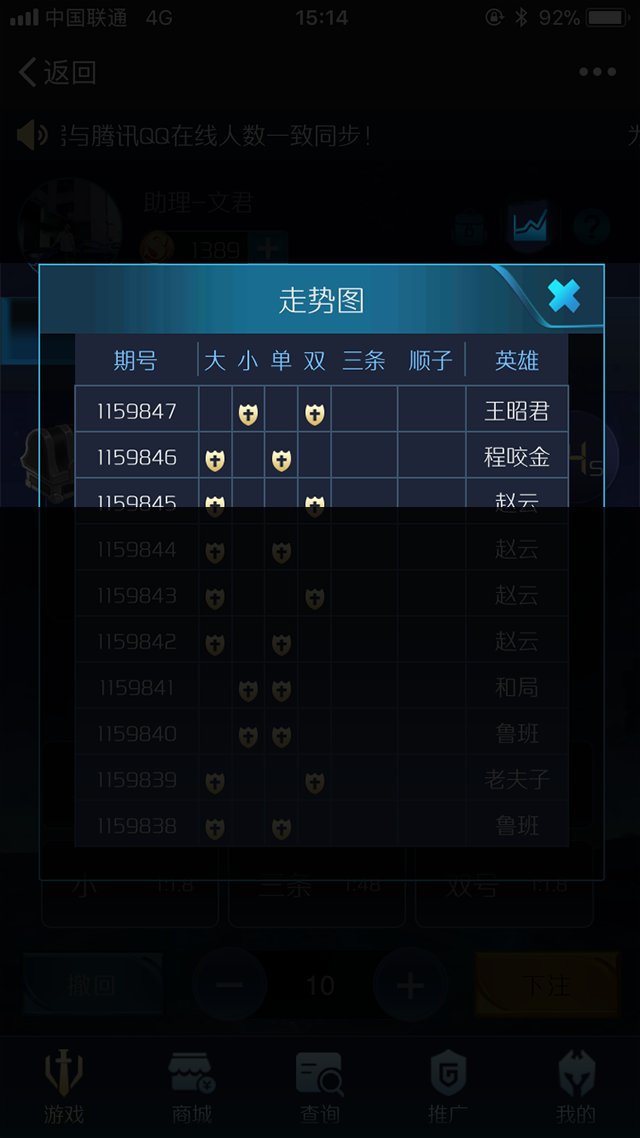 中国联通 4G 15:14 92%
返回
与腾讯QQ在线人数一致同步！
助理-文君
1389
走势图
期号 大 小 单 双 三条 顺子 英雄
1159847 王昭君
1159846 程咬金
1159845 赵云
1159844 赵云
1159843 赵云
1159842 赵云
1159841 和局
1159840 鲁班
1159839 老夫子
1159838 鲁班
小 1:1.8 三条 1:48 双号 1:1.8
撤回 10 下注
游戏 商城 查询 推广 我的